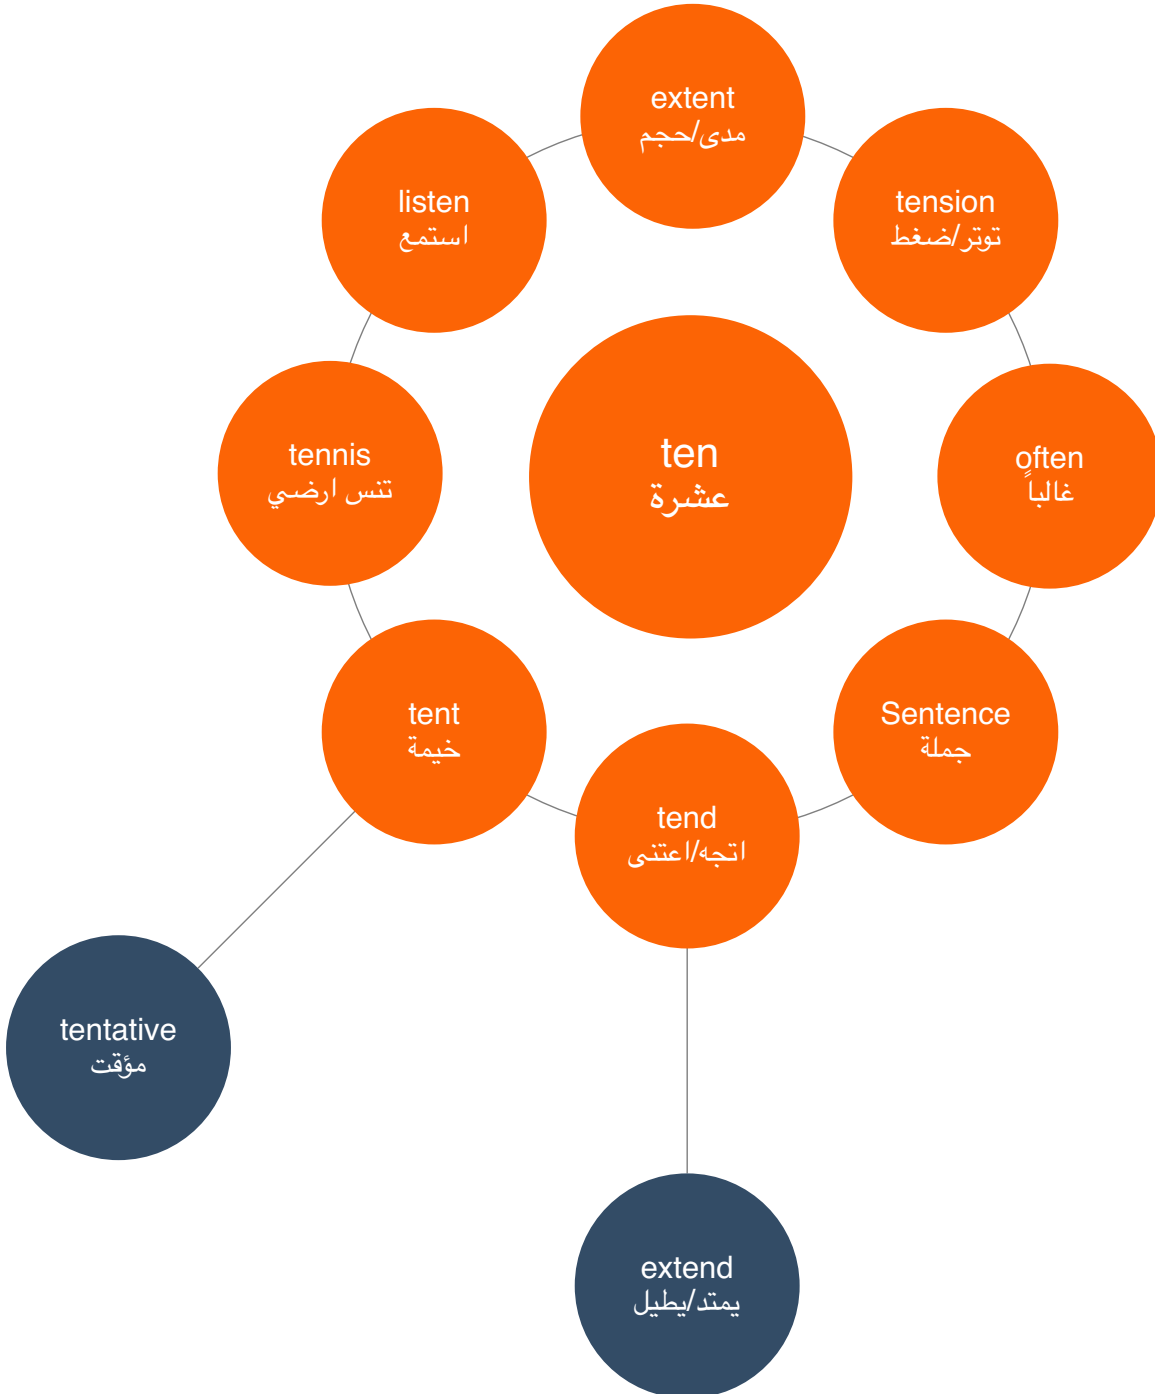 extent
مدى/حجم
listen
استمع
tension
توتر/ضغط
tennis
تنس ارضي
ten
عشرة
often
غالباً
tent
خيمة
Sentence
جملة
tend
اتجه/اعتنى
tentative
مؤقت
extend
يمتد/يطيل